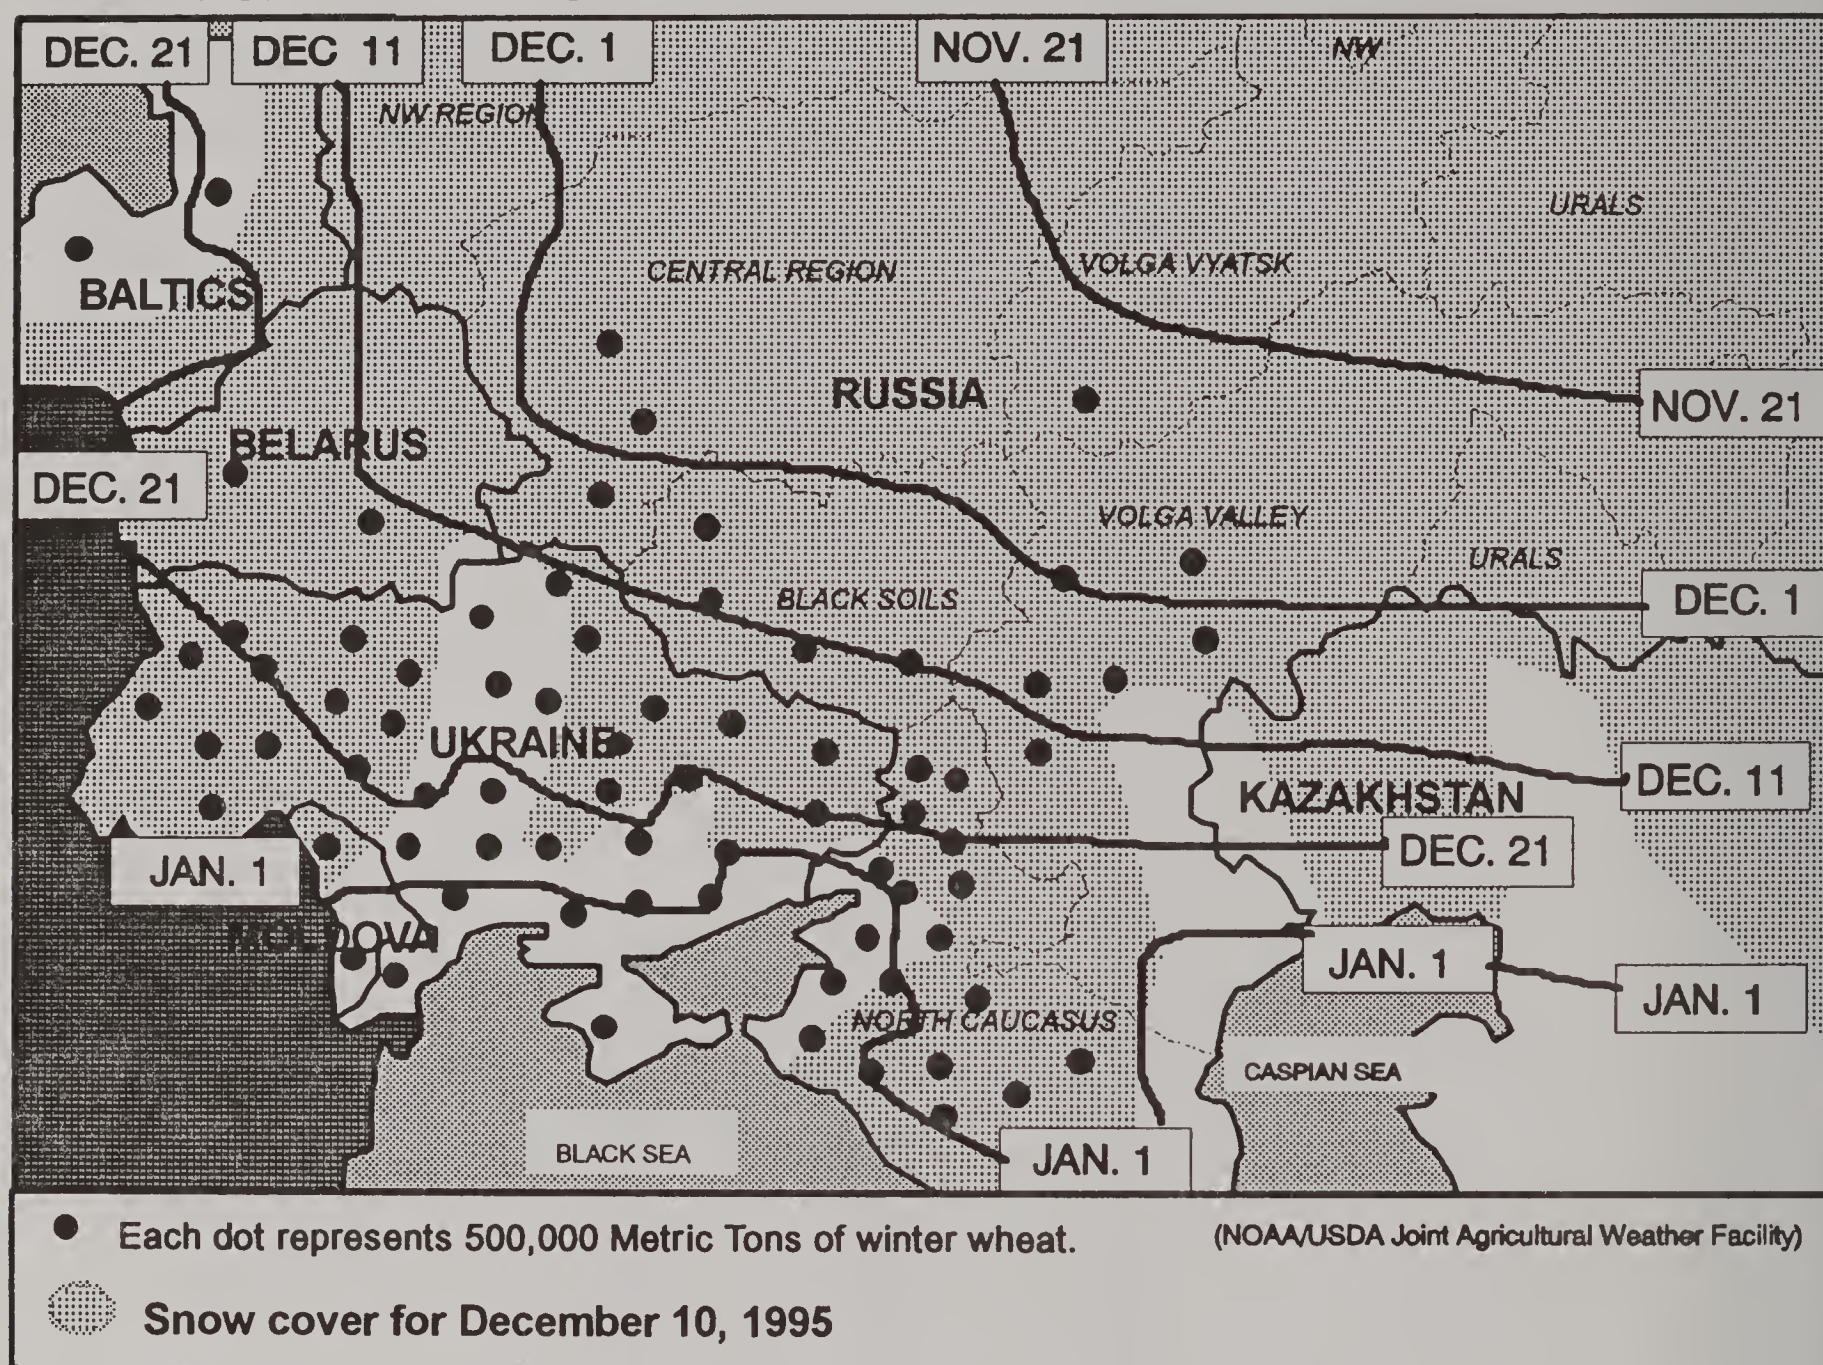 DEC. 21
DEC 11
DEC. 1
NOV. 21
NW
NW REGION
URALS
CENTRAL REGION
VOLGA VYATSK
BALTICS
RUSSIA
NOV. 21
BELARUS
DEC. 21
VOLGA VALLEY
URALS
BLACK SOILS
DEC. 1
UKRAINE
DEC. 11
KAZAKHSTAN
DEC. 21
JAN. 1
MOLDOVA
JAN. 1
JAN. 1
NORTH CAUCASUS
CASPIAN SEA
BLACK SEA
JAN. 1
Each dot represents 500,000 Metric Tons of winter wheat.
(NOAA/USDA Joint Agricultural Weather Facility)
Snow cover for December 10, 1995